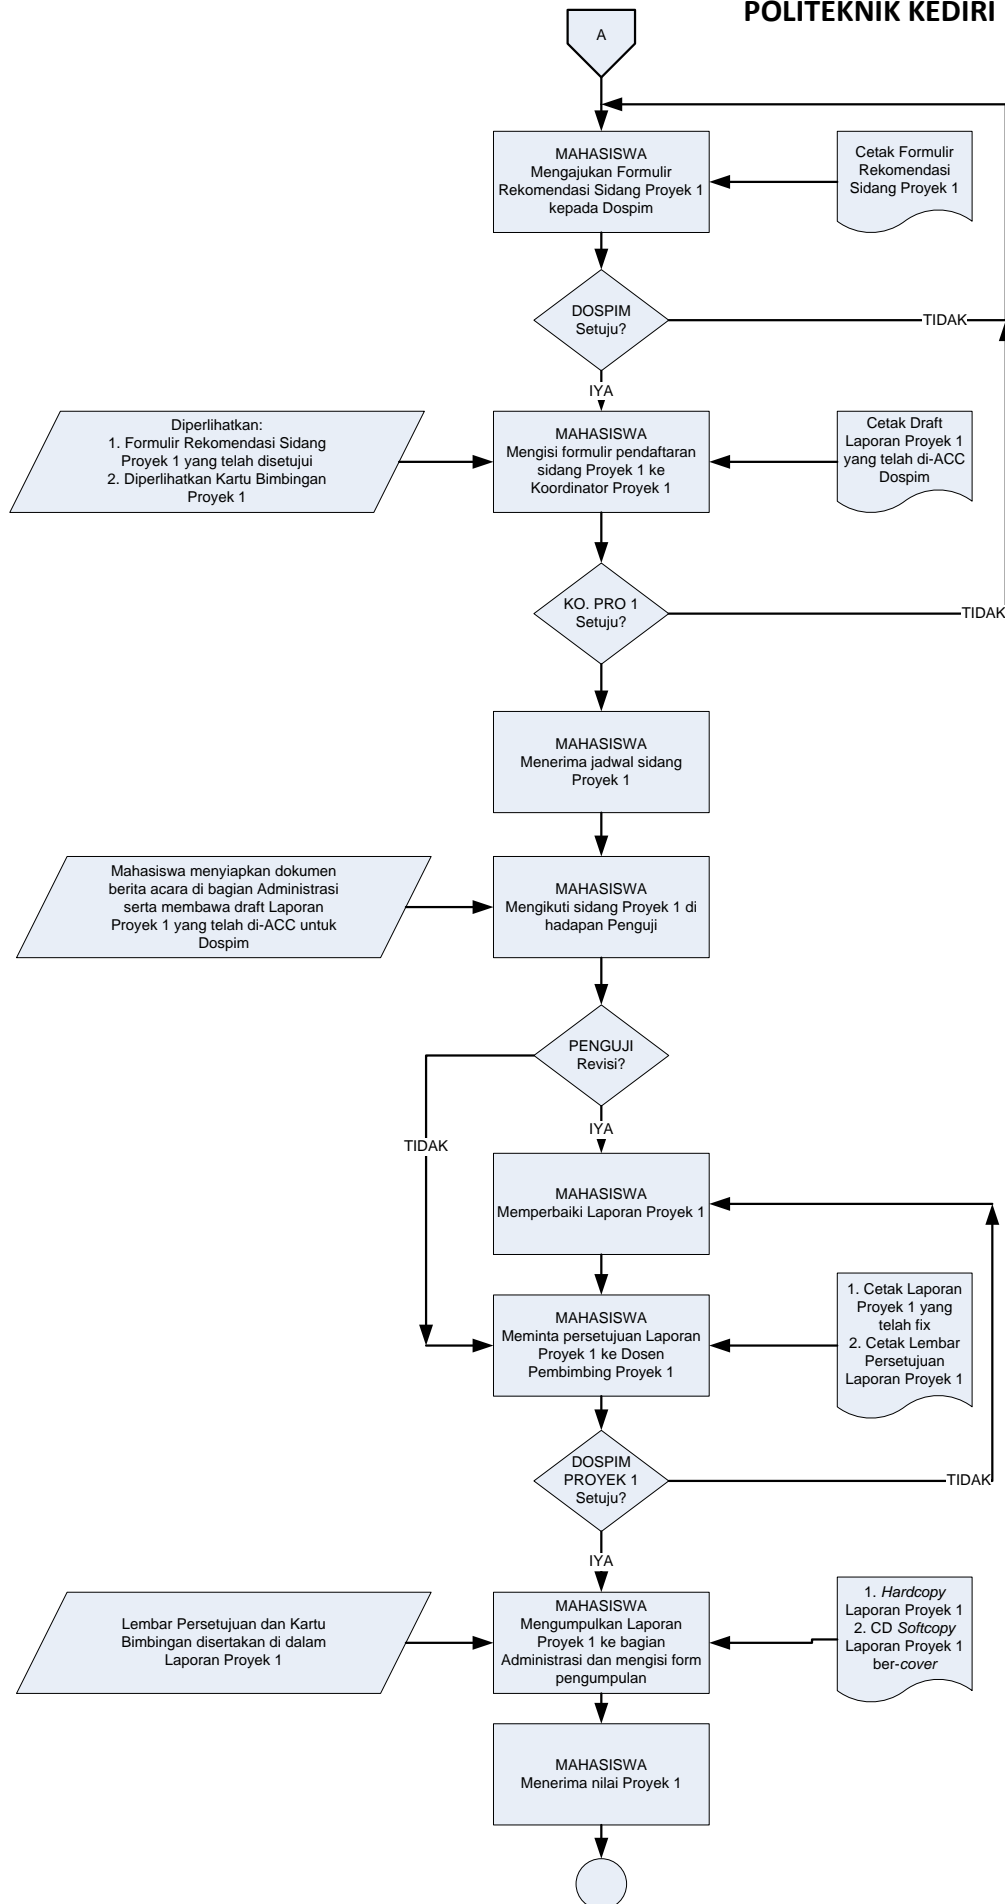 POLITEKNIK KEDIRI
A
MAHASISWA
Mengajukan Formulir
Rekomendasi Sidang Proyek 1
kepada Dospim
Cetak Formulir
Rekomendasi
Sidang Proyek 1
DOSPIM
Setuju?
TIDAK
IYA
Diperlihatkan:
1. Formulir Rekomendasi Sidang
Proyek 1 yang telah disetujui
2. Diperlihatkan Kartu Bimbingan
Proyek 1
MAHASISWA
Mengisi formulir pendaftaran
sidang Proyek 1 ke
Koordinator Proyek 1
Cetak Draft
Laporan Proyek 1
yang telah di-ACC
Dospim
KO. PRO 1
Setuju?
TIDAK
MAHASISWA
Menerima jadwal sidang
Proyek 1
Mahasiswa menyiapkan dokumen
berita acara di bagian Administrasi
serta membawa draft Laporan
Proyek 1 yang telah di-ACC untuk
Dospim
MAHASISWA
Mengikuti sidang Proyek 1 di
hadapan Penguji
PENGUJI
Revisi?
TIDAK
IYA
MAHASISWA
Memperbaiki Laporan Proyek 1
MAHASISWA
Meminta persetujuan Laporan
Proyek 1 ke Dosen
Pembimbing Proyek 1
1. Cetak Laporan
Proyek 1 yang
telah fix
2. Cetak Lembar
Persetujuan
Laporan Proyek 1
DOSPIM
PROYEK 1
Setuju?
TIDAK
IYA
Lembar Persetujuan dan Kartu
Bimbingan disertakan di dalam
Laporan Proyek 1
MAHASISWA
Mengumpulkan Laporan
Proyek 1 ke bagian
Administrasi dan mengisi form
pengumpulan
1. Hardcopy
Laporan Proyek 1
2. CD Softcopy
Laporan Proyek 1
ber-cover
MAHASISWA
Menerima nilai Proyek 1